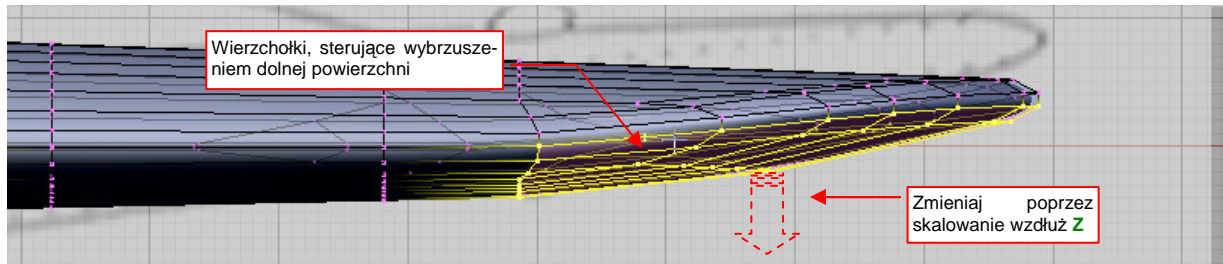 Wierzchołki, sterujące wybrzusze-
niem dolnej powierzchni
Zmieniaj poprzez
skalowanie wzdłuż Z